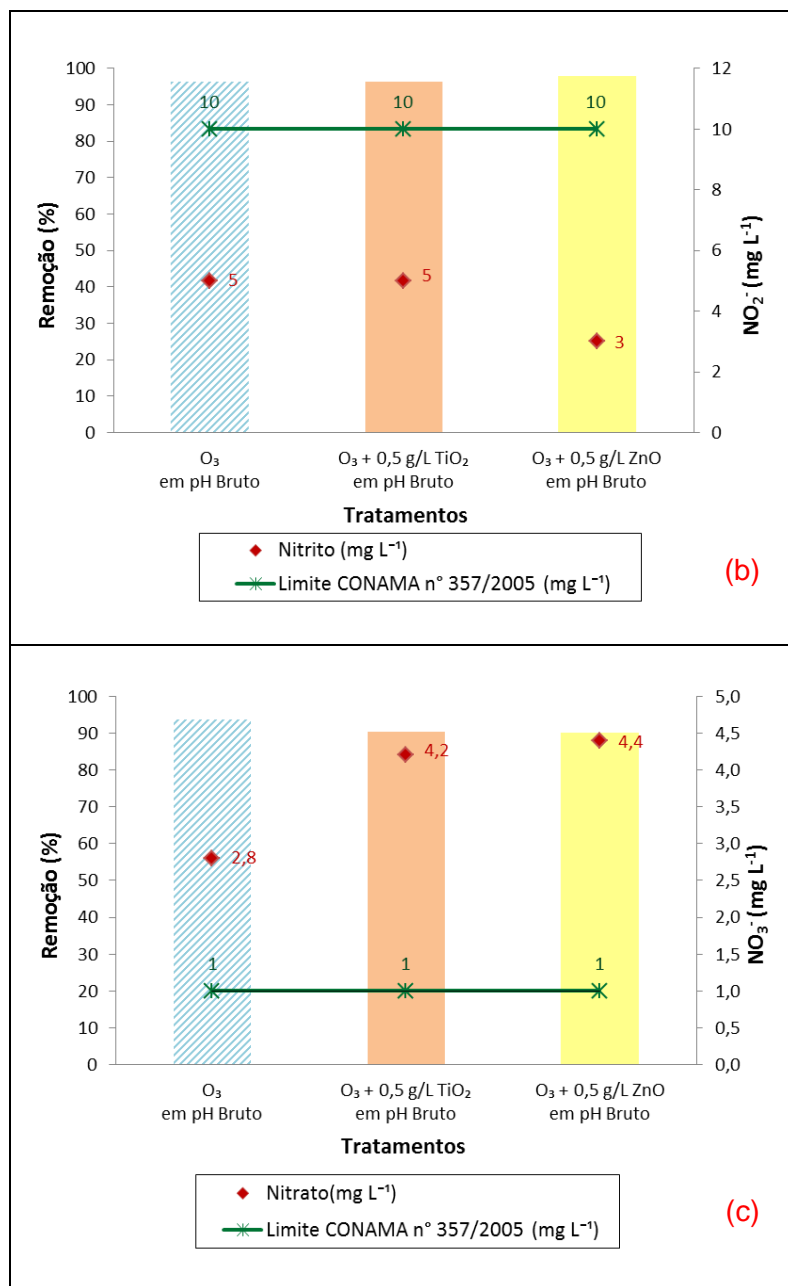 100
90
80
70
60
50
40
30
20
10
0
Remoção (%)
10 10 10
5 5 3
12
10
8
6
4
2
0
NO₂⁻ (mg L⁻¹)
O₃ O₃ + 0,5 g/L TiO₂ O₃ + 0,5 g/L ZnO
em pH Bruto em pH Bruto em pH Bruto
Tratamentos
Nitrito (mg L⁻¹)
Limite CONAMA n° 357/2005 (mg L⁻¹)
(b)
100
90
80
70
60
50
40
30
20
10
0
Remoção (%)
2,8 4,2 4,4
1 1 1
5,0
4,5
4,0
3,5
3,0
2,5
2,0
1,5
1,0
0,5
0,0
NO₃⁻ (mg L⁻¹)
O₃ O₃ + 0,5 g/L TiO₂ O₃ + 0,5 g/L ZnO
em pH Bruto em pH Bruto em pH Bruto
Tratamentos
Nitrato(mg L⁻¹)
Limite CONAMA n° 357/2005 (mg L⁻¹)
(c)